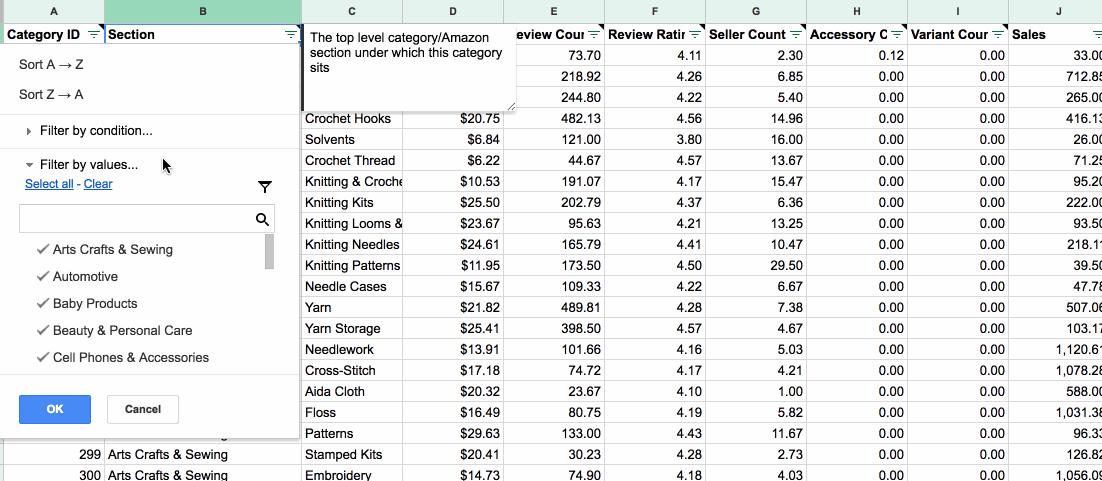 A B C D E F G H I J
Category ID Section eview Cour Review Ratir Seller Count Accessory C Variant Cour Sales
The top level category/Amazon
section under which this category
sits
73.70 4.11 2.30 0.12 0.00 33.00
218.92 4.26 6.85 0.00 0.00 712.85
244.80 4.22 5.40 0.00 0.00 265.00
Crochet Hooks $20.75 482.13 4.56 14.96 0.00 0.00 416.13
Solvents $6.84 121.00 3.80 16.00 0.00 0.00 26.00
Crochet Thread $6.22 44.67 4.57 13.67 0.00 0.00 71.25
Knitting & Croche $10.53 191.07 4.17 15.47 0.00 0.00 95.20
Knitting Kits $25.50 202.79 4.37 6.36 0.00 0.00 222.00
Knitting Looms & $23.67 95.63 4.21 13.25 0.00 0.00 93.50
Knitting Needles $24.61 165.79 4.41 10.47 0.00 0.00 218.11
Knitting Patterns $11.95 173.50 4.50 29.50 0.00 0.00 39.50
Needle Cases $15.67 109.33 4.22 6.67 0.00 0.00 47.78
Yarn $21.82 489.81 4.28 7.38 0.00 0.00 507.06
Yarn Storage $25.41 398.50 4.57 4.67 0.00 0.00 103.17
Needlework $13.91 101.66 4.16 5.03 0.00 0.00 1,120.61
Cross-Stitch $17.18 74.72 4.17 4.21 0.00 0.00 1,078.28
Aida Cloth $20.32 23.67 4.10 1.00 0.00 0.00 588.00
Floss $16.49 80.75 4.19 5.82 0.00 0.00 1,031.38
Patterns $29.63 133.00 4.43 11.67 0.00 0.00 96.33
299 Arts Crafts & Sewing Stamped Kits $20.41 30.23 4.28 2.73 0.00 0.00 126.82
300 Arts Crafts & Sewing Embroidery $14.73 74.90 4.18 4.03 0.00 0.00 1,056.09
Sort A → Z
Sort Z → A
Filter by condition...
Filter by values...
Select all - Clear
Arts Crafts & Sewing
Automotive
Baby Products
Beauty & Personal Care
Cell Phones & Accessories
OK Cancel